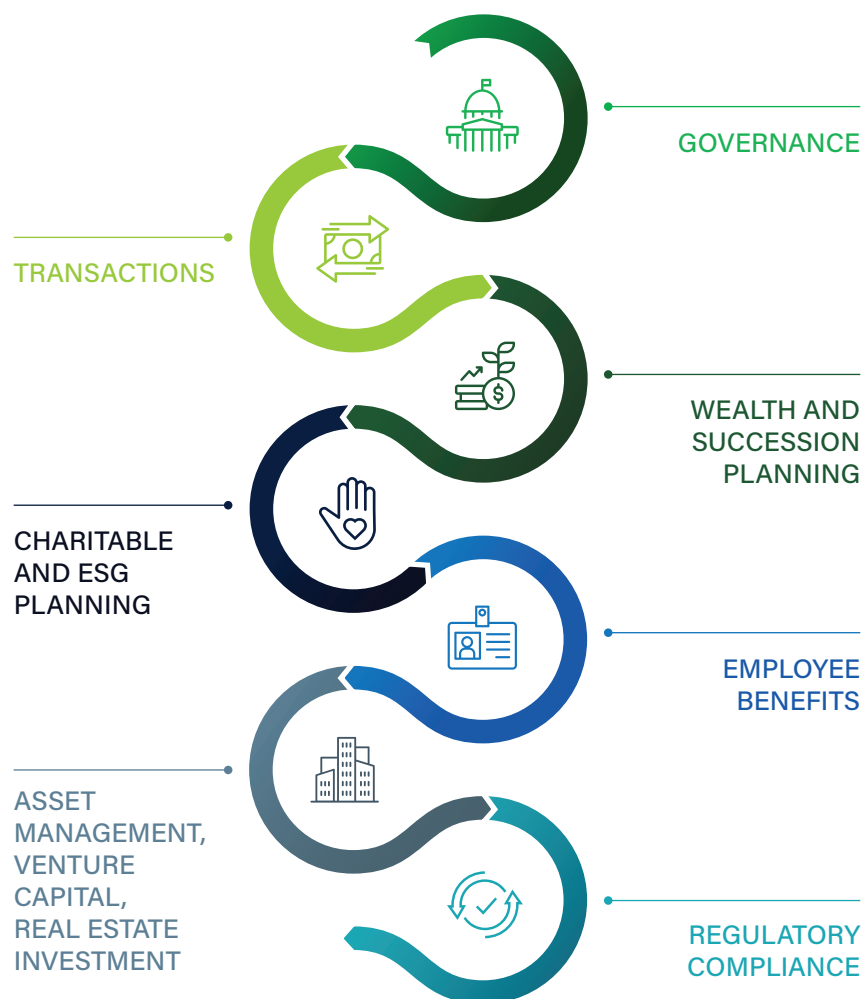 GOVERNANCE
TRANSACTIONS
WEALTH AND
SUCCESSION
PLANNING
CHARITABLE
AND ESG
PLANNING
EMPLOYEE
BENEFITS
ASSET
MANAGEMENT,
VENTURE
CAPITAL,
REAL ESTATE
INVESTMENT
REGULATORY
COMPLIANCE
$